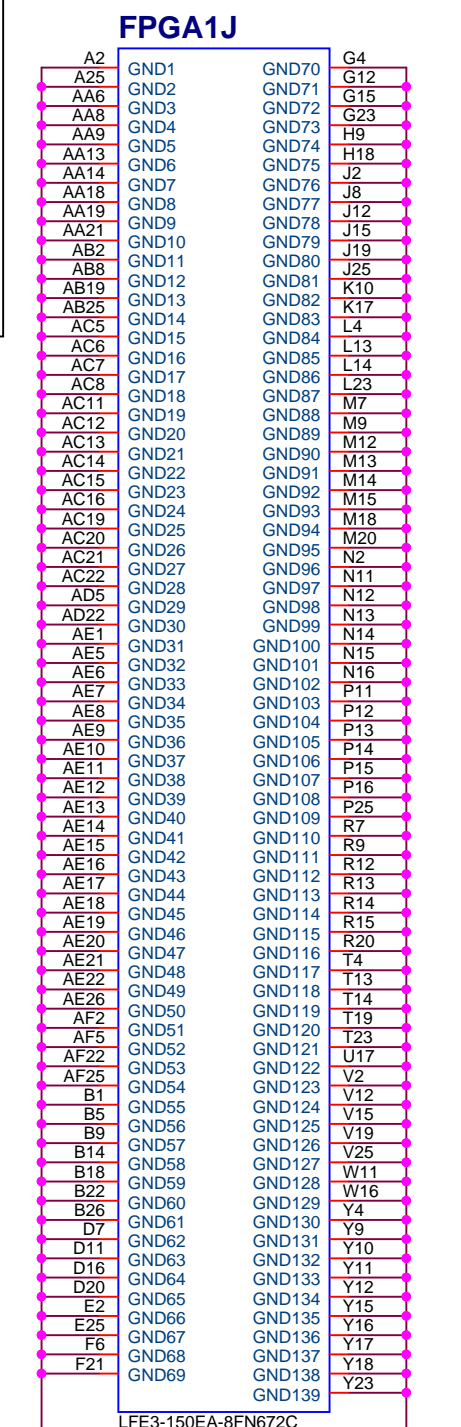 FPGA1J
A2 GND1 GND70 G4
A25 GND2 GND71 G12
AA6 GND3 GND72 G15
AA8 GND4 GND73 G23
AA9 GND5 GND74 H9
AA13 GND6 GND75 H18
AA14 GND7 GND76 J2
AA18 GND8 GND77 J8
AA19 GND9 GND78 J12
AA21 GND10 GND79 J15
AB2 GND11 GND80 J19
AB8 GND12 GND81 J25
AB19 GND13 GND82 K10
AB25 GND14 GND83 K17
AC5 GND15 GND84 L4
AC6 GND16 GND85 L13
AC7 GND17 GND86 L14
AC8 GND18 GND87 L23
AC11 GND19 GND88 M7
AC12 GND20 GND89 M9
AC13 GND21 GND90 M12
AC14 GND22 GND91 M13
AC15 GND23 GND92 M14
AC16 GND24 GND93 M15
AC19 GND25 GND94 M18
AC20 GND26 GND95 M20
AC21 GND27 GND96 N2
AC22 GND28 GND97 N11
AD5 GND29 GND98 N12
AD22 GND30 GND99 N13
AE1 GND31 GND100 N14
AE5 GND32 GND101 N15
AE6 GND33 GND102 N16
AE7 GND34 GND103 P11
AE8 GND35 GND104 P12
AE9 GND36 GND105 P13
AE10 GND37 GND106 P14
AE11 GND38 GND107 P15
AE12 GND39 GND108 P16
AE13 GND40 GND109 P25
AE14 GND41 GND110 R7
AE15 GND42 GND111 R9
AE16 GND43 GND112 R12
AE17 GND44 GND113 R13
AE18 GND45 GND114 R14
AE19 GND46 GND115 R15
AE20 GND47 GND116 R20
AE21 GND48 GND117 T4
AE22 GND49 GND118 T13
AE26 GND50 GND119 T14
AF2 GND51 GND120 T19
AF5 GND52 GND121 T23
AF22 GND53 GND122 U17
AF25 GND54 GND123 V2
B1 GND55 GND124 V12
B5 GND56 GND125 V15
B9 GND57 GND126 V19
B14 GND58 GND127 V25
B18 GND59 GND128 W11
B22 GND60 GND129 W16
B26 GND61 GND130 Y4
D7 GND62 GND131 Y9
D11 GND63 GND132 Y10
D16 GND64 GND133 Y11
D20 GND65 GND134 Y12
E2 GND66 GND135 Y15
E25 GND67 GND136 Y16
F6 GND68 GND137 Y17
F21 GND69 GND138 Y18
GND139 Y23
LFE3-150EA-8FN672C